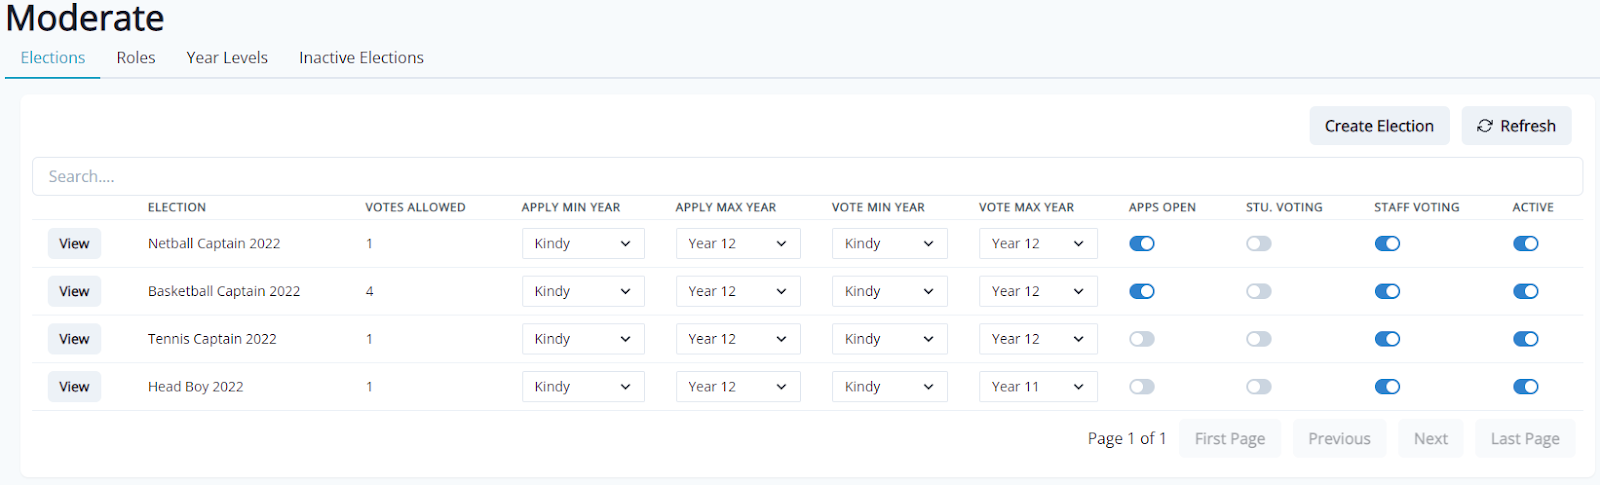 Moderate
Elections Roles Year Levels Inactive Elections
Create Election Refresh
Search....
ELECTION VOTES ALLOWED APPLY MIN YEAR APPLY MAX YEAR VOTE MIN YEAR VOTE MAX YEAR APPS OPEN STU. VOTING STAFF VOTING ACTIVE
View Netball Captain 2022 1 Kindy Year 12 Kindy Year 12
View Basketball Captain 2022 4 Kindy Year 12 Kindy Year 12
View Tennis Captain 2022 1 Kindy Year 12 Kindy Year 12
View Head Boy 2022 1 Kindy Year 12 Kindy Year 11
Page 1 of 1 First Page Previous Next Last Page